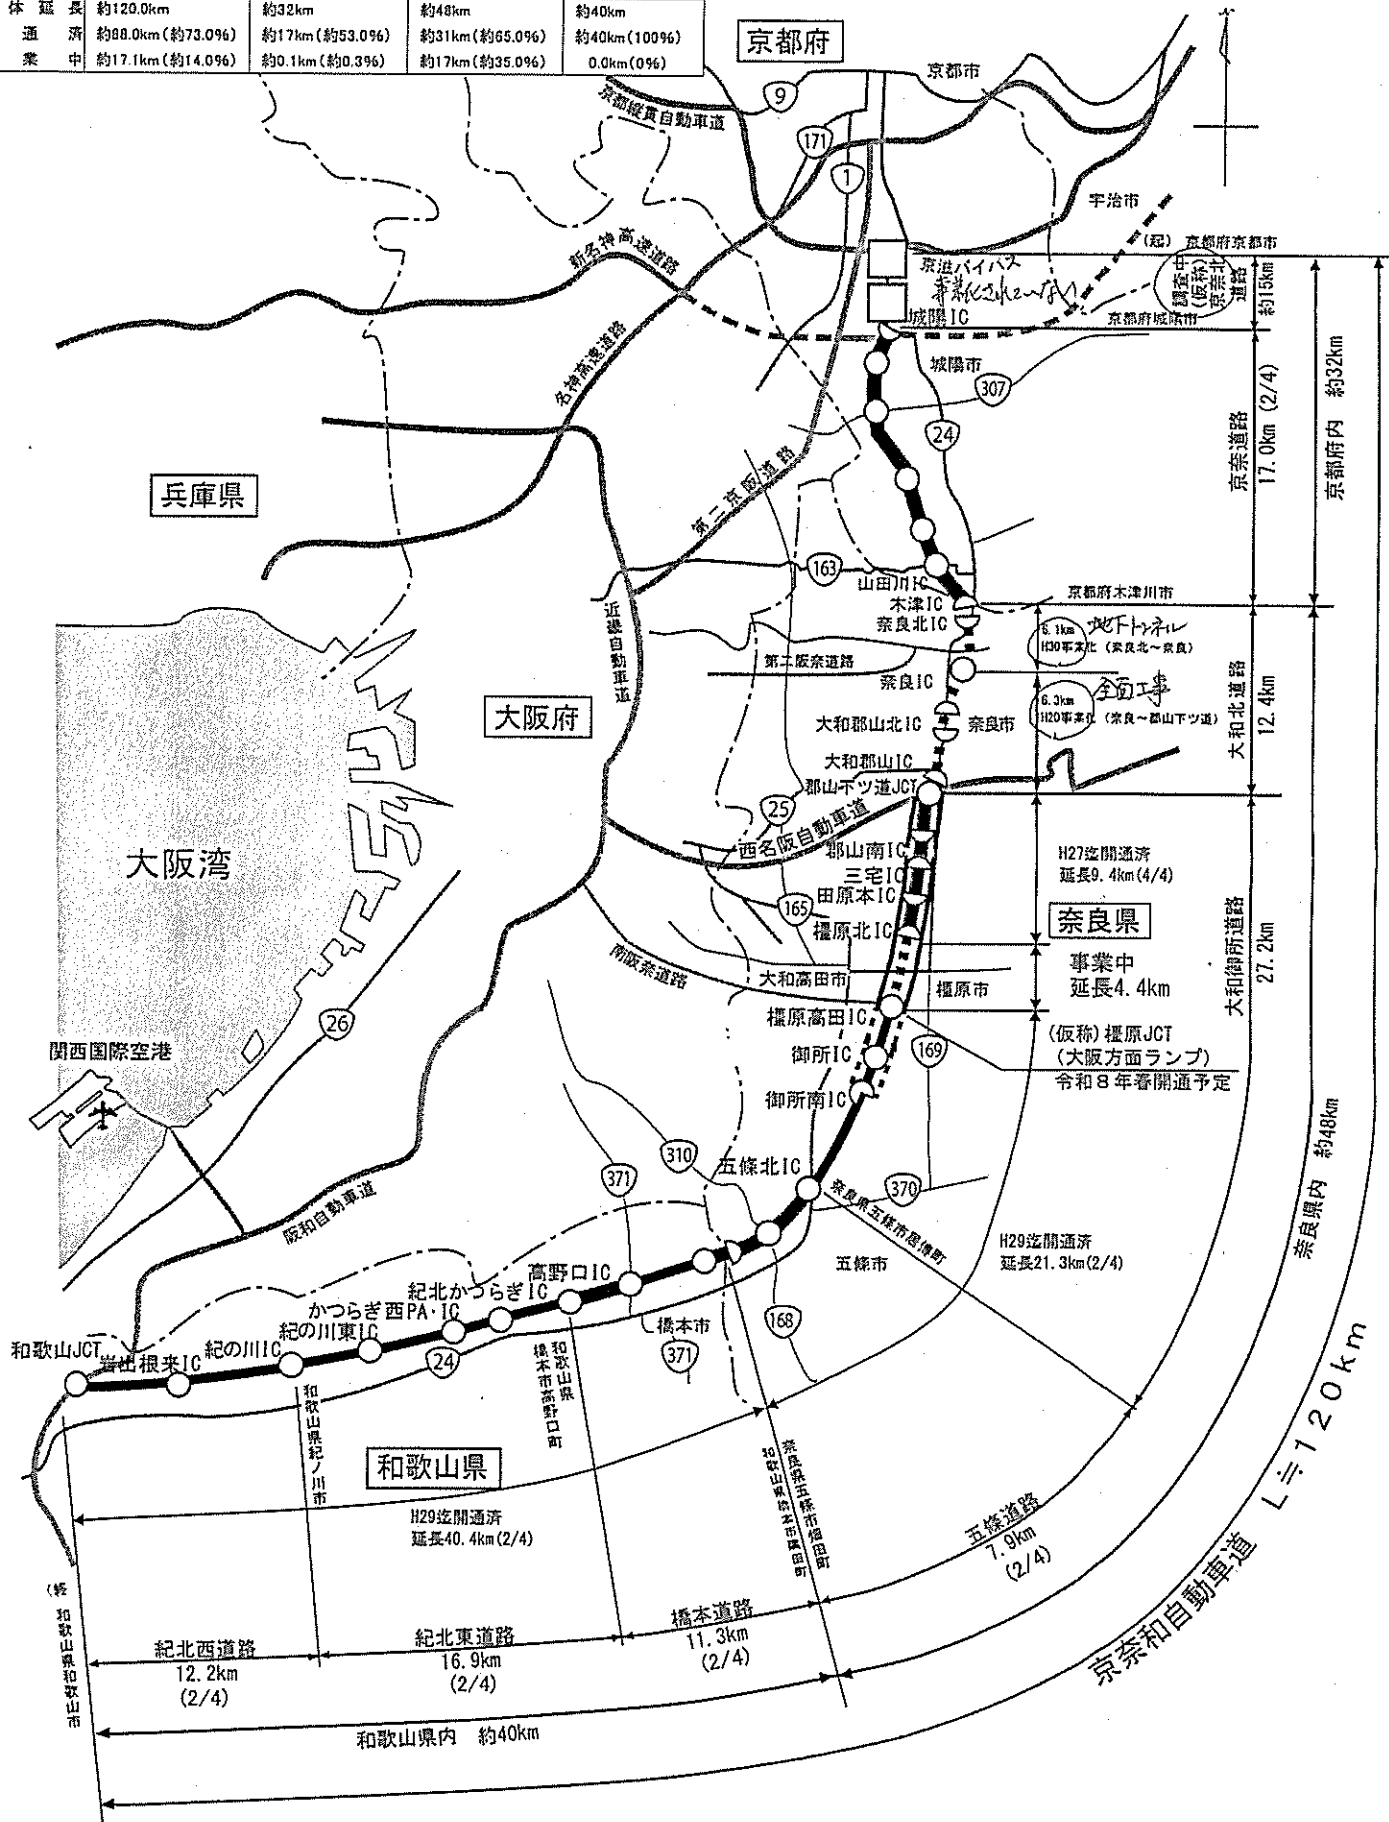 体 延 長 約120.0km 約32km 約48km 約40km
通 済 約88.0km(約73.0%) 約17km(約53.0%) 約31km(約65.0%) 約40km(100%)
業 中 約17.1km(約14.0%) 約0.1km(約0.3%) 約17km(約35.0%) 0.0km(0%)
京都府
京都市
9
京都縦貫自動車道
171
1
宇治市
(起) 京都府京都市
新名神高速道路
京滋バイパス
事業化されていない
調査中
(仮称)
京奈北
道路
約15km
城陽IC
京都府城陽市
城陽市
名神高速道路
307
24
京奈道路
17.0km (2/4)
京都府内 約32km
兵庫県
第二京阪道路
163
山田川IC
木津IC
京都府木津川市
奈良北IC
近畿自動車道
6.1km 地下トンネル
H30事業化 (奈良北~奈良)
第二阪奈道路
奈良IC
大阪府
6.3km 全面工事
H20事業化 (奈良~郡山下ツ道)
大和郡山北IC
奈良市
大和北道路
12.4km
大和郡山IC
郡山下ツ道JCT
25
西名阪自動車道
大阪湾
郡山南IC
三宅IC
田原本IC
橿原北IC
H27迄開通済
延長9.4km(4/4)
165
奈良県
南阪奈道路
大和高田市
橿原市
事業中
延長4.4km
大和御所道路
27.2km
橿原高田IC
26
関西国際空港
御所IC
169
(仮称)橿原JCT
(大阪方面ランプ)
令和8年春開通予定
御所南IC
310
371
五條北IC
370
奈良県五條市居傳町
奈良県内 約48km
阪和自動車道
H29迄開通済
延長21.3km(2/4)
五條市
高野口IC
紀北かつらぎIC
かつらぎ西PA・IC
紀の川東IC
紀の川IC
岩出根来IC
和歌山JCT
24
橋本市
371
168
和歌山県
橋本市高野口町
和歌山県紀ノ川市
和歌山県
奈良県五條市畑田町
H29迄開通済
延長40.4km(2/4)
五條道路
7.9km
(2/4)
橋本道路
11.3km
(2/4)
紀北東道路
16.9km
(2/4)
紀北西道路
12.2km
(2/4)
(終
和歌山県和歌山市
和歌山県内 約40km
京奈和自動車道 L≒120km